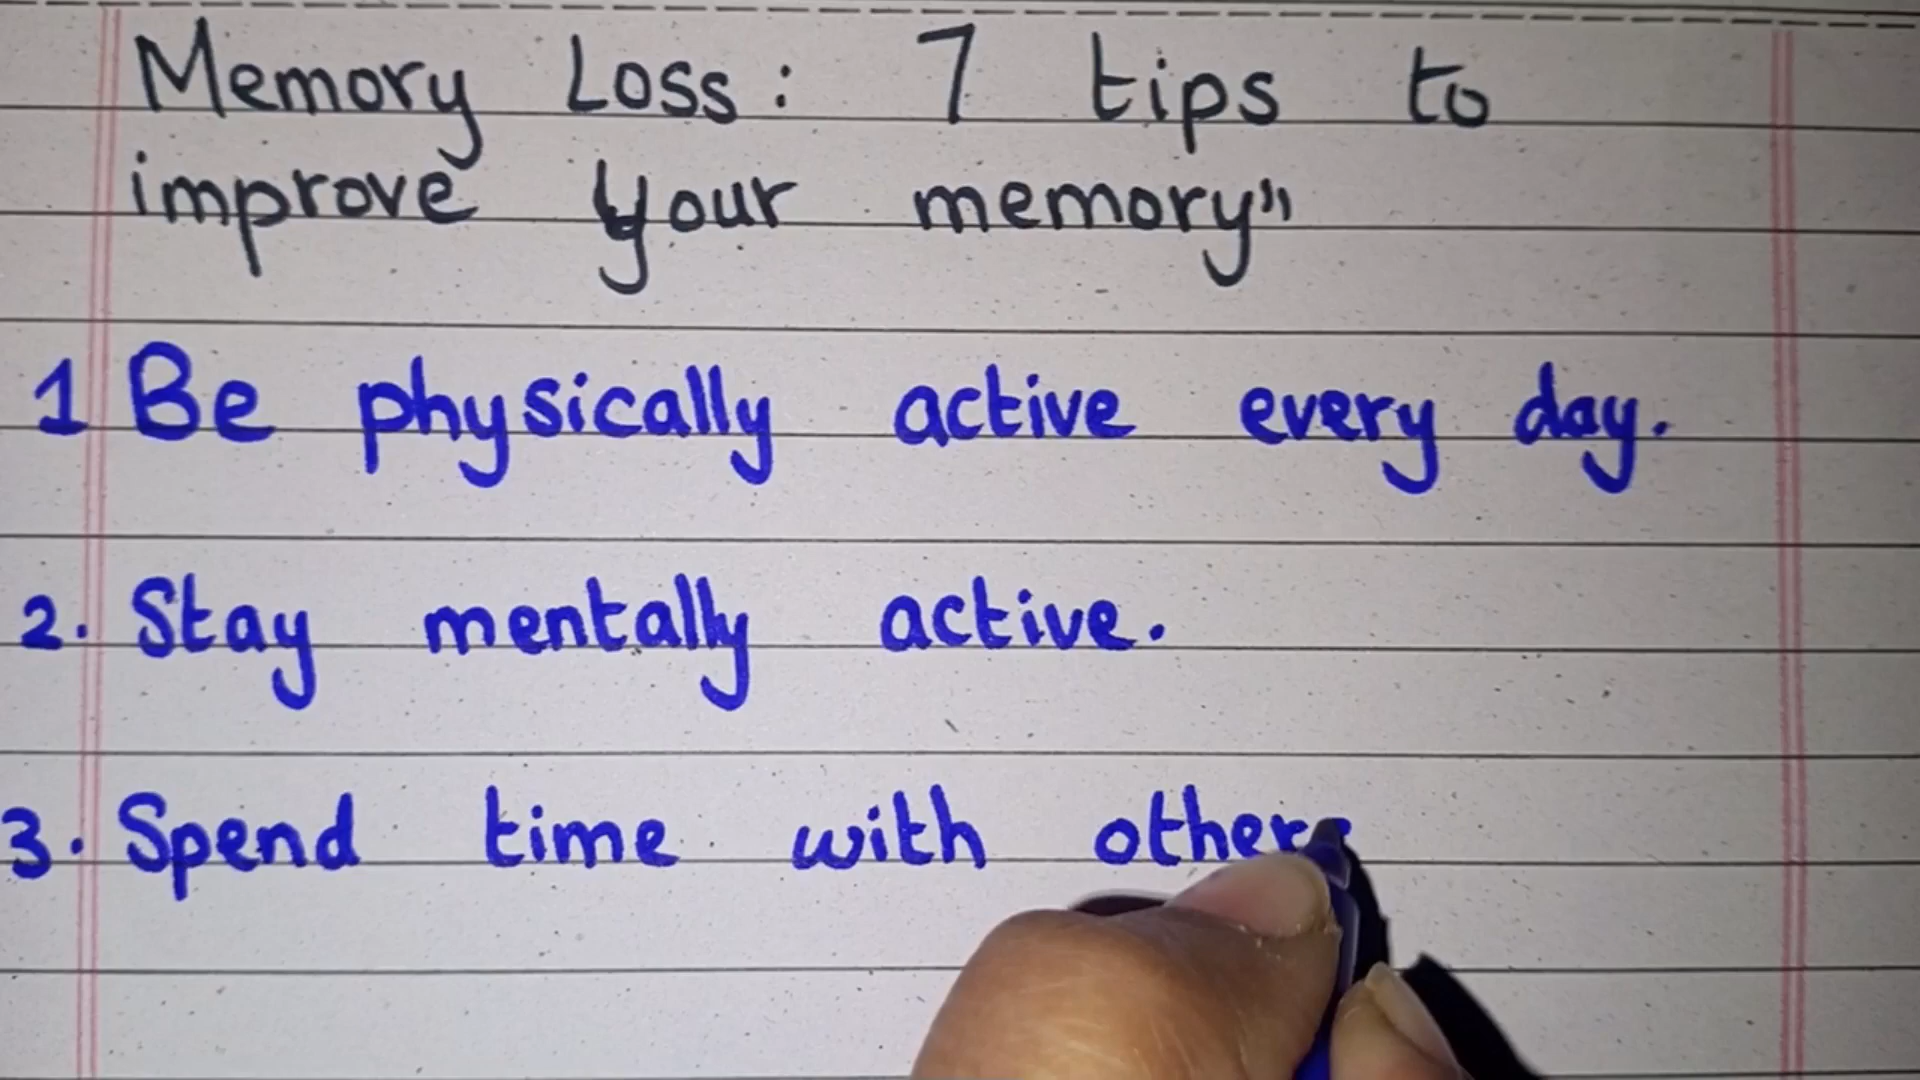 Memory Loss: 7 tips to
improve your memory"
1 Be physically active every day.
2. Stay mentally active.
3. Spend time with others